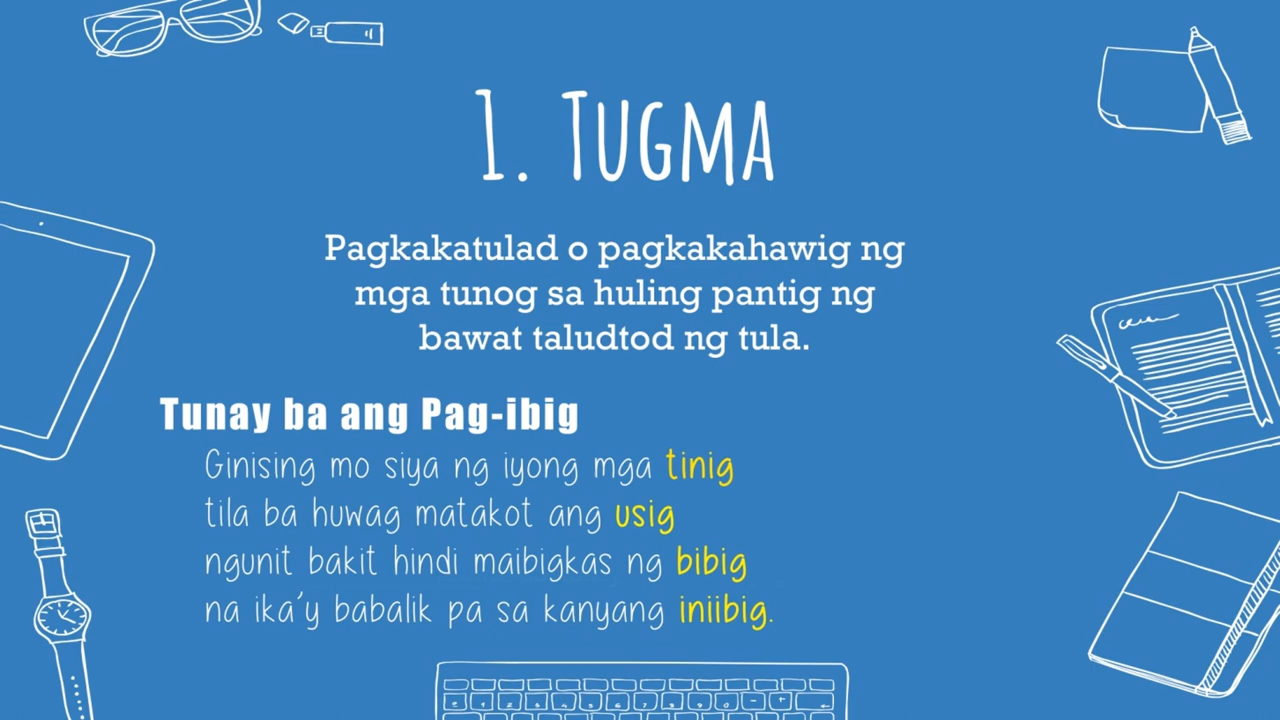 1. TUGMA
Pagkakatulad o pagkakahawig ng
mga tunog sa huling pantig ng
bawat taludtod ng tula.
Tunay ba ang Pag-ibig
Ginising mo siya ng iyong mga tinig
tila ba huwag matakot ang usig
ngunit bakit hindi maibigkas ng bibig
na ika'y babalik pa sa kanyang iniibig.